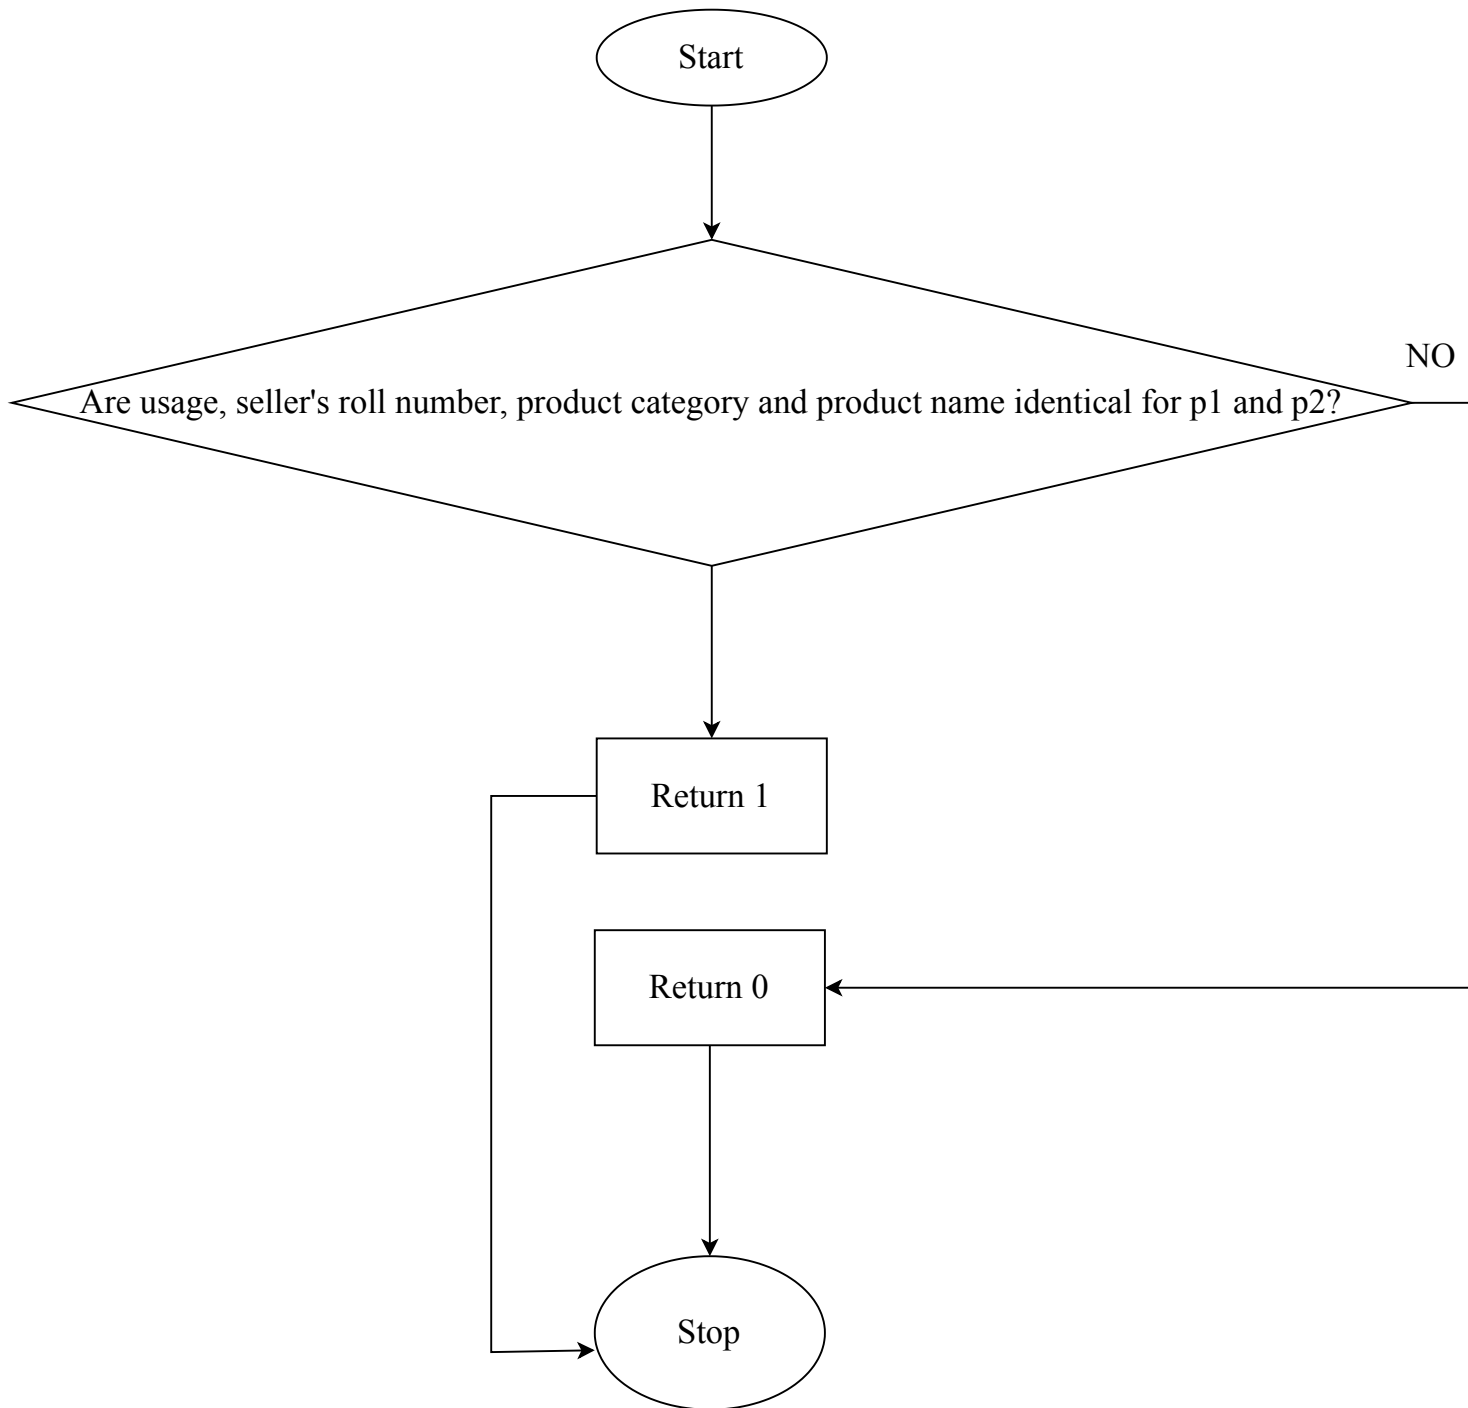 Start
NO
Are usage, seller's roll number, product category and product name identical for p1 and p2?
Return 1
Return 0
Stop